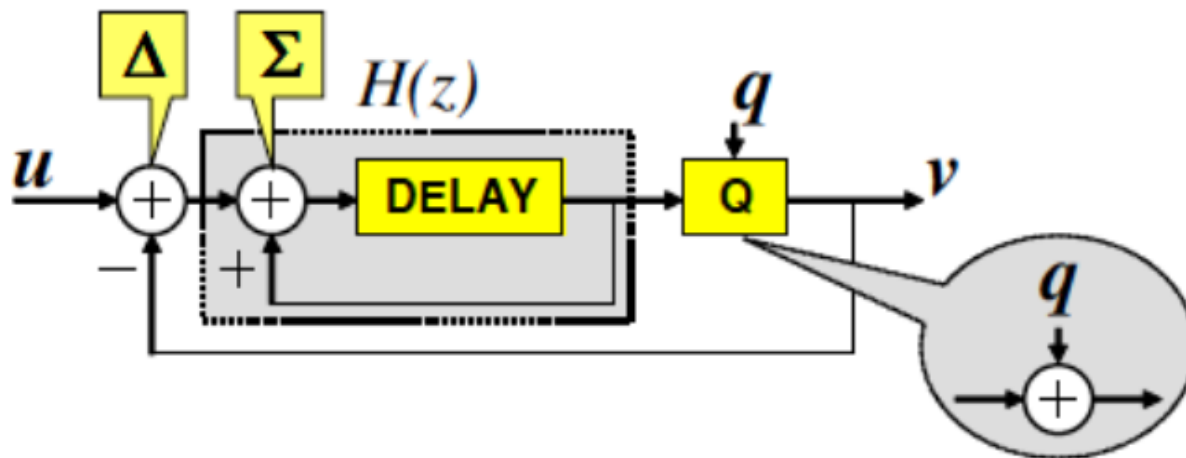 Δ Σ
H(z)
q
u + + DELAY Q v
− +
q
+